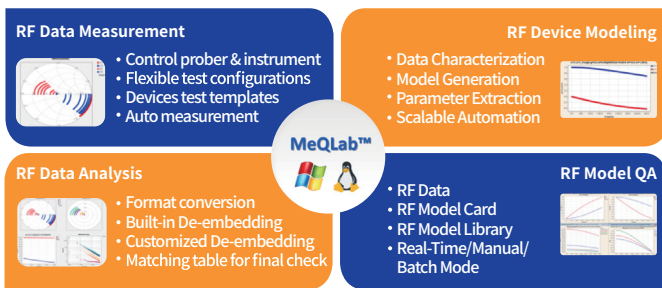 RF Data Measurement
• Control prober & instrument
• Flexible test configurations
• Devices test templates
• Auto measurement
RF Device Modeling
• Data Characterization
• Model Generation
• Parameter Extraction
• Scalable Automation
MeQLab™
RF Data Analysis
• Format conversion
• Built-in De-embedding
• Customized De-embedding
• Matching table for final check
RF Model QA
• RF Data
• RF Model Card
• RF Model Library
• Real-Time/Manual/
Batch Mode